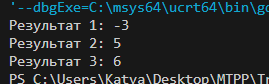 '--dbgExe=C:\msys64\ucrt64\bin\g
Результат 1: -3
Результат 2: 5
Результат 3: 6
PS C:\Users\Katya\Desktop\MTPP\